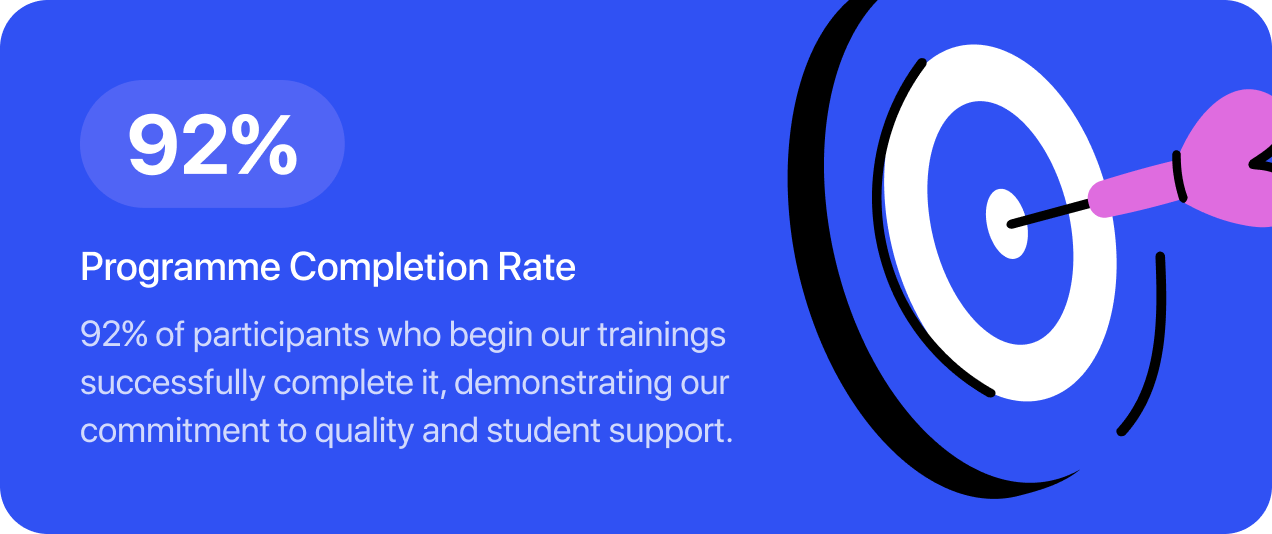 92%
Programme Completion Rate
92% of participants who begin our trainings
successfully complete it, demonstrating our
commitment to quality and student support.